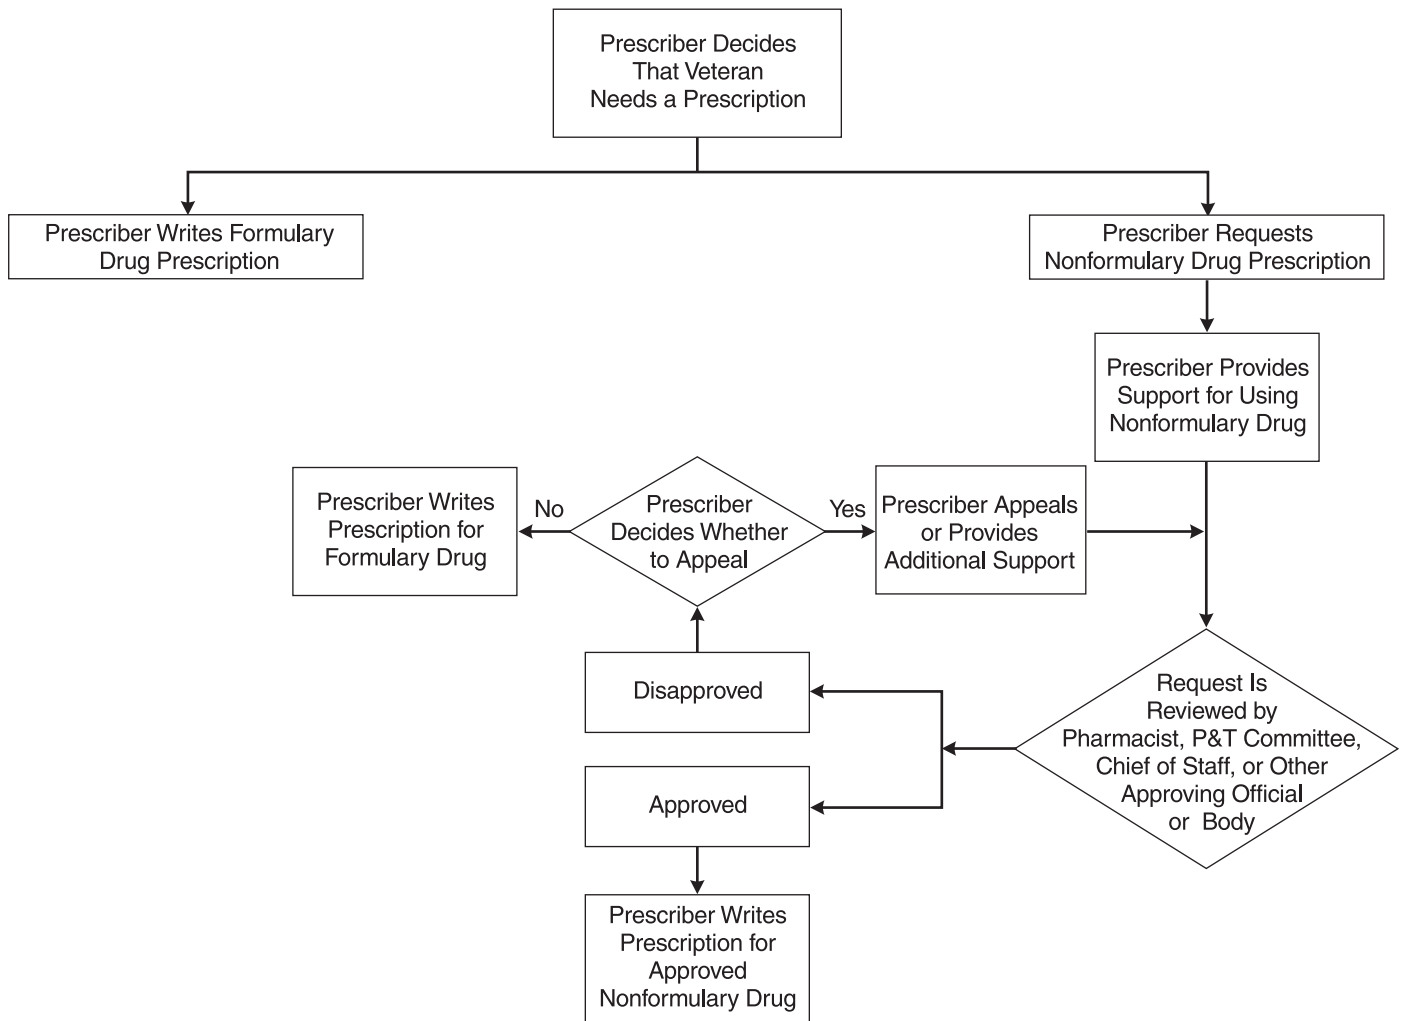 Prescriber Decides
That Veteran
Needs a Prescription
Prescriber Writes Formulary
Drug Prescription
Prescriber Requests
Nonformulary Drug Prescription
Prescriber Provides
Support for Using
Nonformulary Drug
Prescriber Writes
Prescription for
Formulary Drug
No
Prescriber
Decides Whether
to Appeal
Yes
Prescriber Appeals
or Provides
Additional Support
Disapproved
Request Is
Reviewed by
Pharmacist, P&T Committee,
Chief of Staff, or Other
Approving Official
or Body
Approved
Prescriber Writes
Prescription for
Approved
Nonformulary Drug